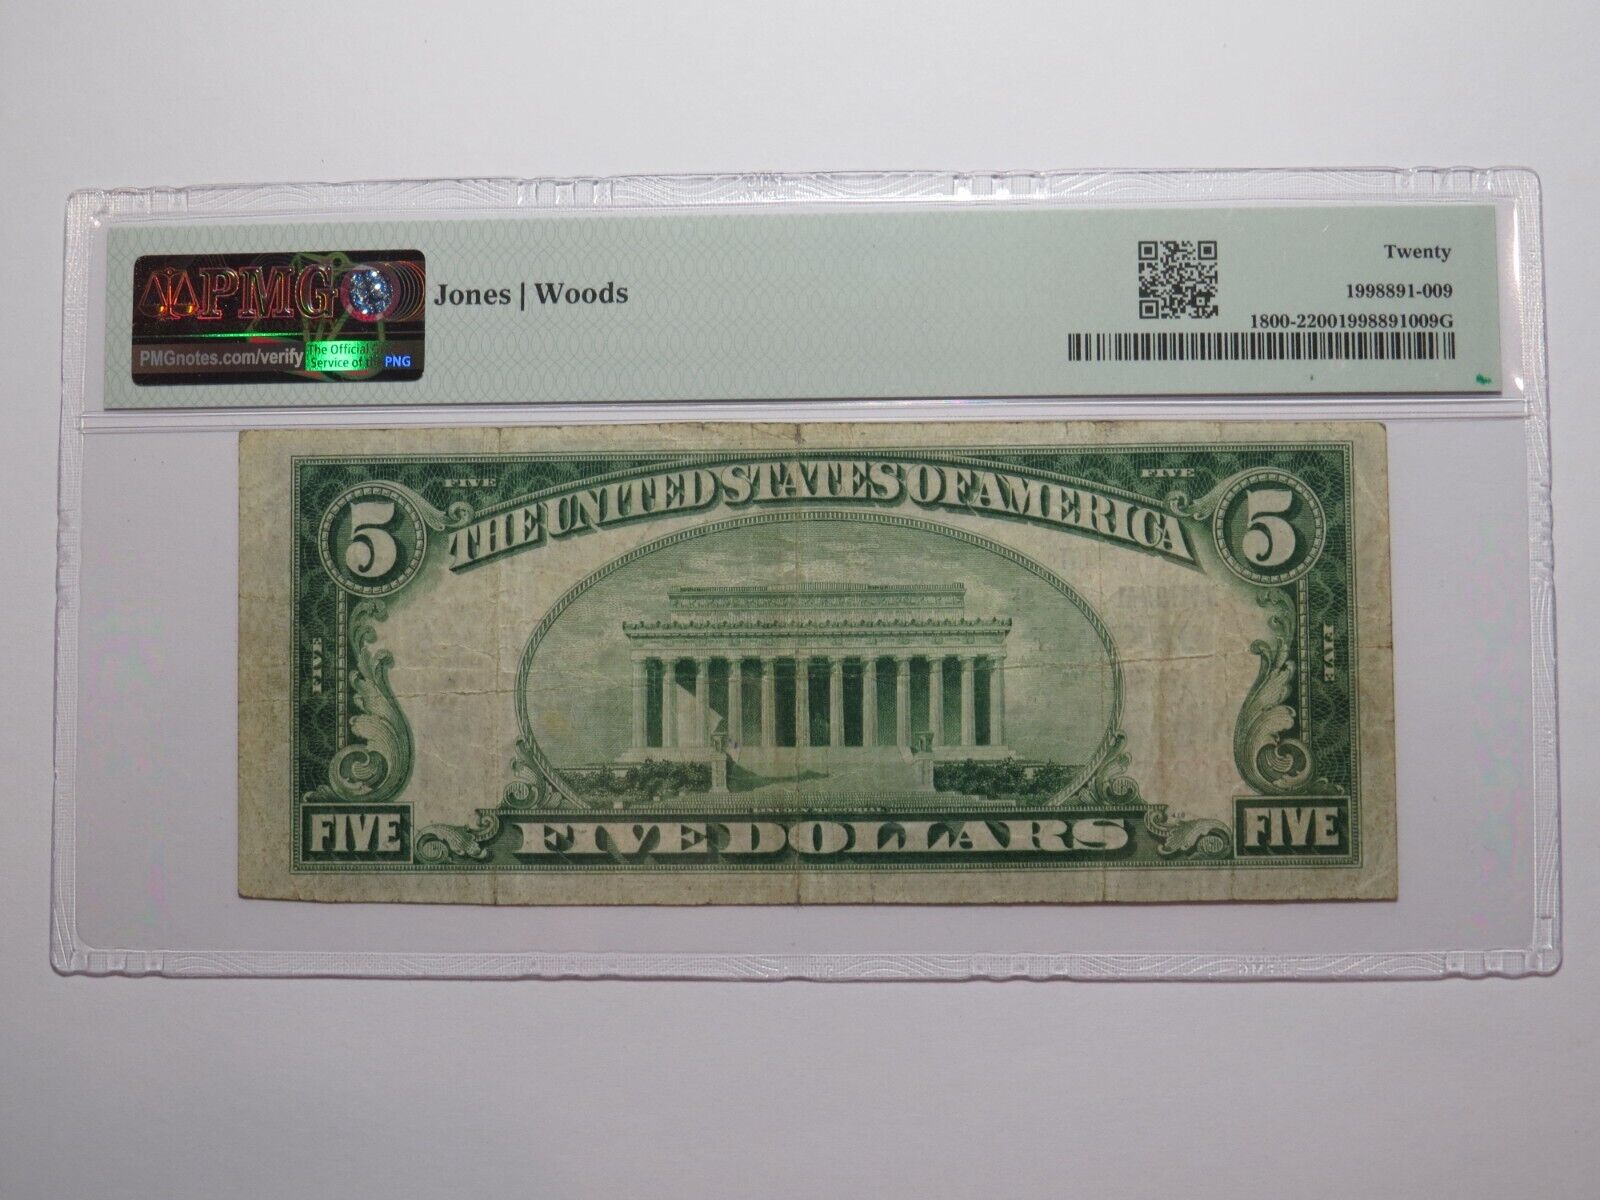 PMG
Jones | Woods
Twenty
1998891-009
1800-22001998891009G
PMGnotes.com/verify
The Official
Service of the PNG
FIVE
FIVE
5
THE UNITED STATES OF AMERICA
5
FIVE
FIVE
FIVE
FIVE DOLLARS
FIVE